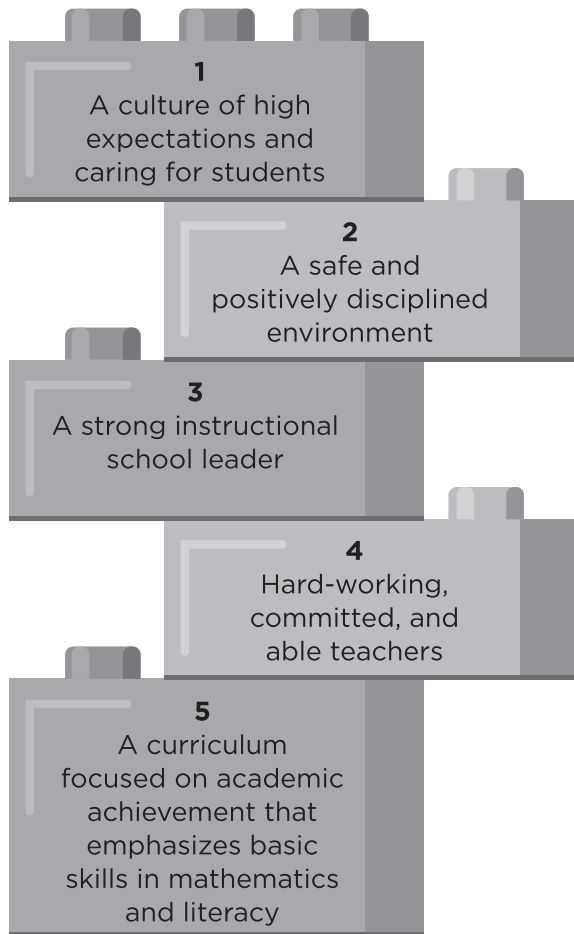 1
A culture of high
expectations and
caring for students
2
A safe and
positively disciplined
environment
3
A strong instructional
school leader
4
Hard-working,
committed, and
able teachers
5
A curriculum
focused on academic
achievement that
emphasizes basic
skills in mathematics
and literacy